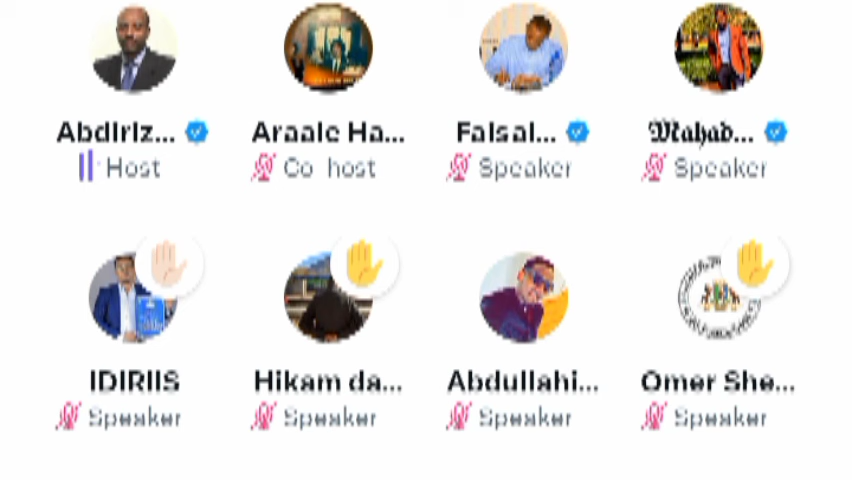 Abdiriz... Araale Ha... Faisal... Mahad...
Host Co-host Speaker Speaker
IDIRIIS Hikam da... Abdullahi... Omer She...
Speaker Speaker Speaker Speaker